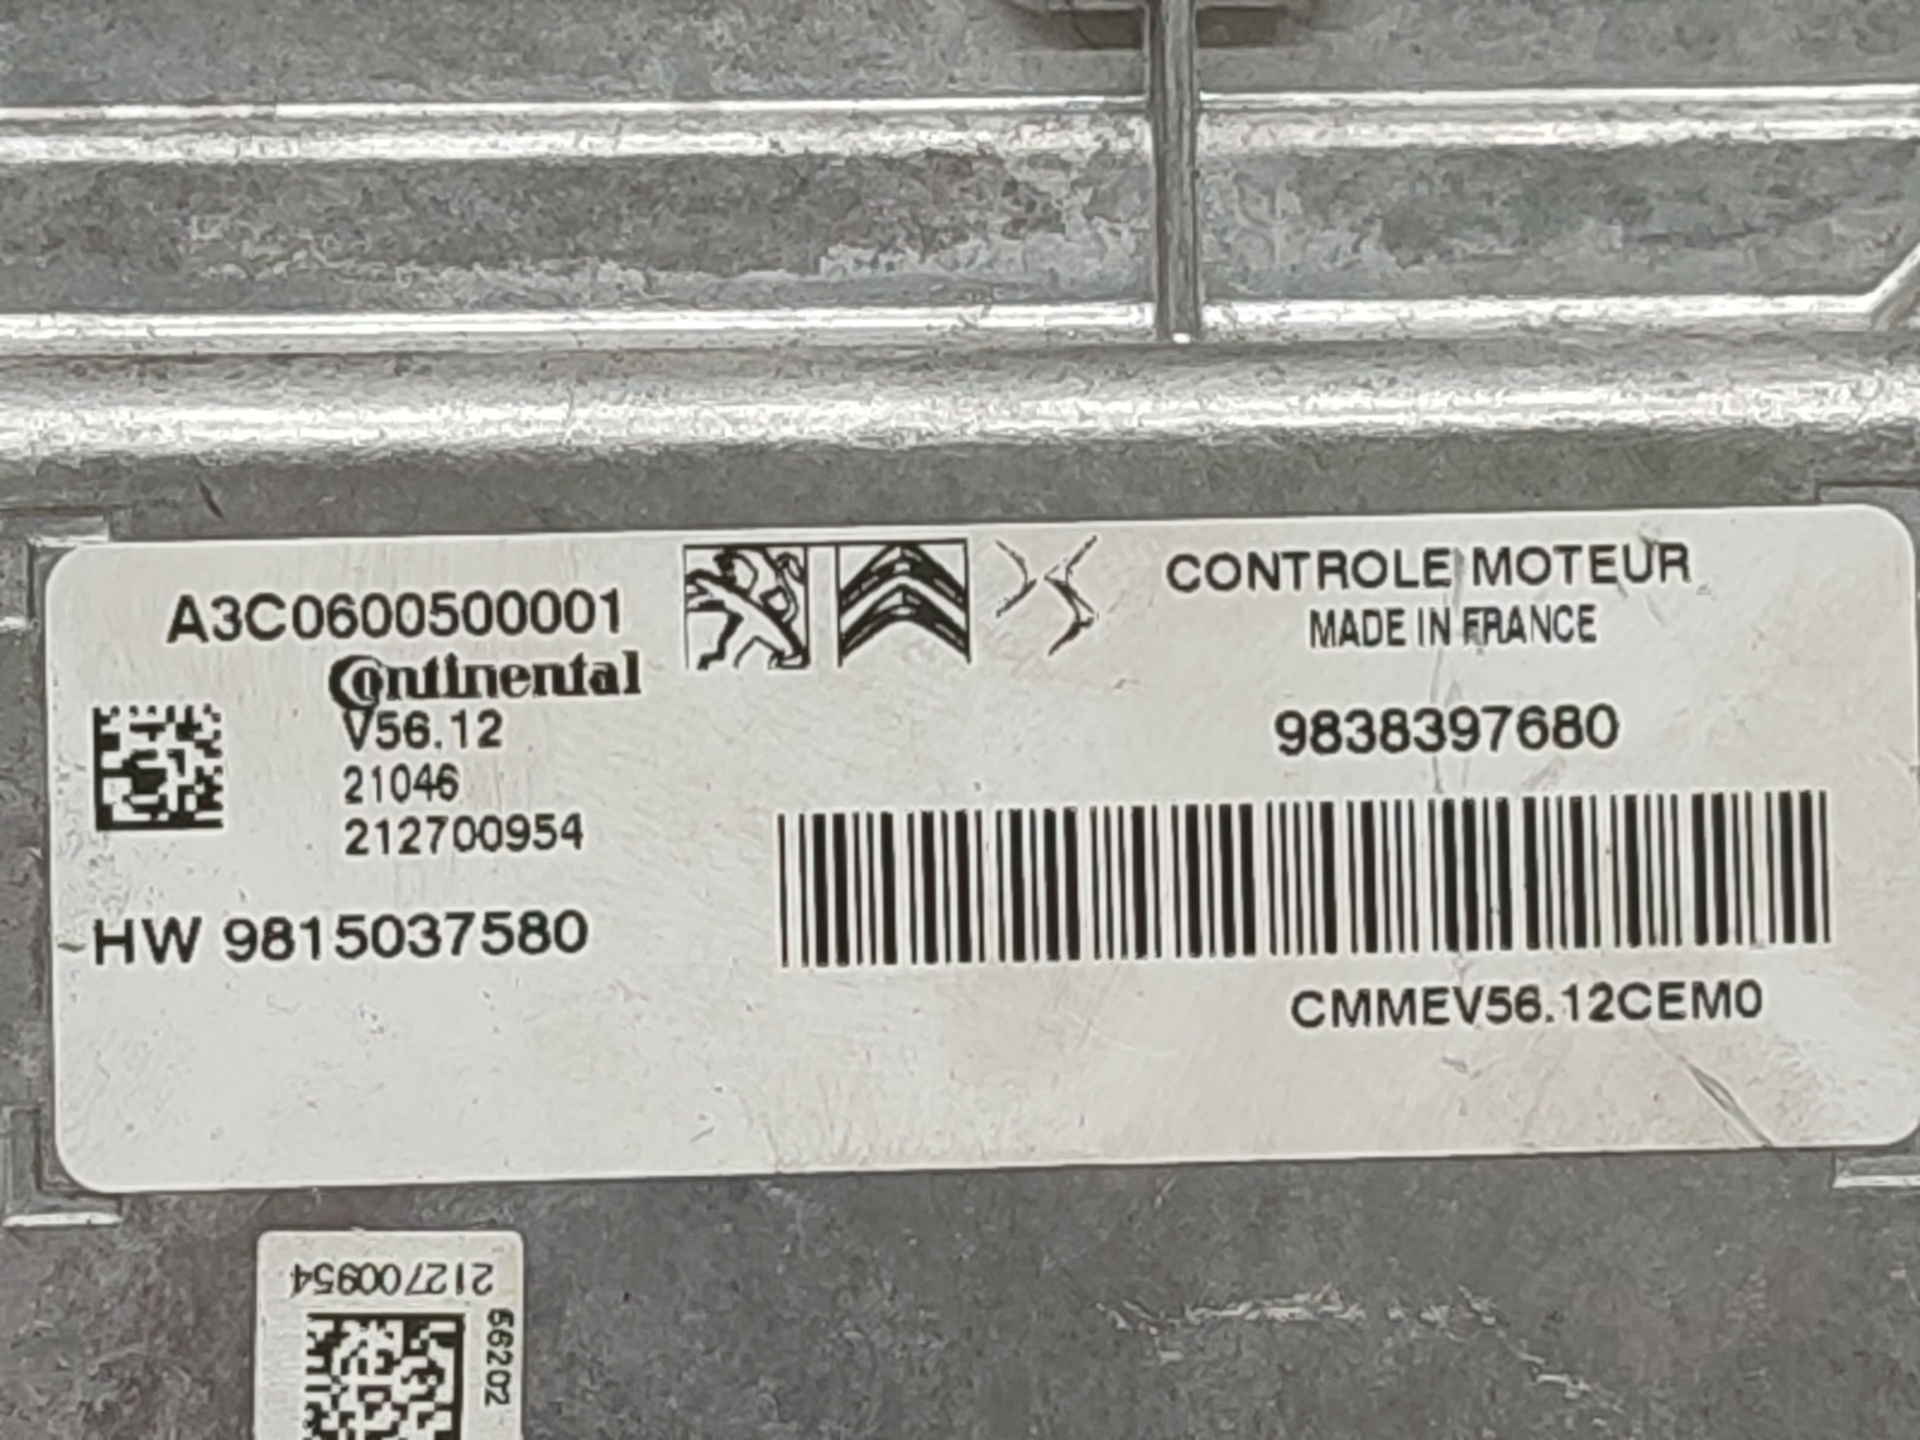 A3C0600500001
Continental
V56.12
21046
212700954
HW 9815037580
CONTROLE MOTEUR
MADE IN FRANCE
9838397680
CMMEV56.12CEM0
212700954
56202